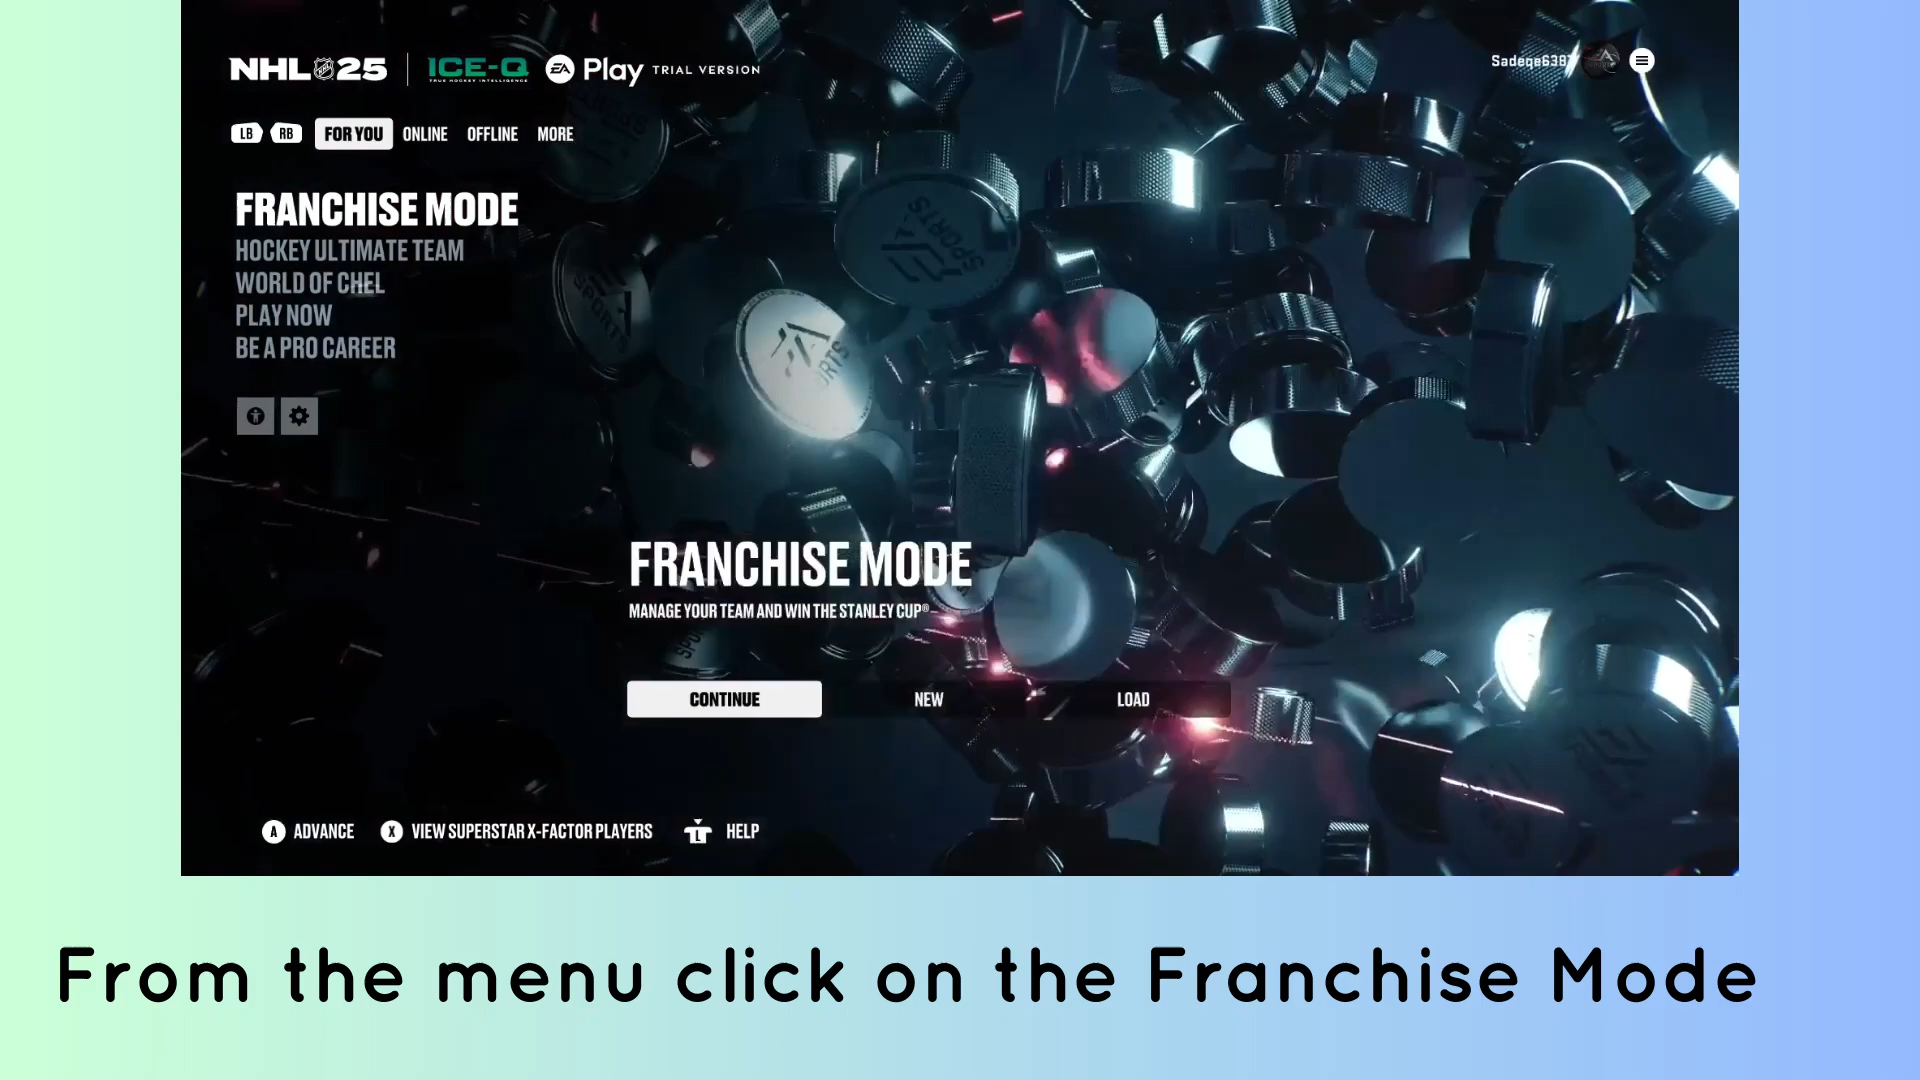 NHL 25 | ICE-Q EA Play TRIAL VERSION
TRUE HOCKEY INTELLIGENCE
LB RB FOR YOU ONLINE OFFLINE MORE
FRANCHISE MODE
HOCKEY ULTIMATE TEAM
WORLD OF CHEL
PLAY NOW
BE A PRO CAREER
SPORTS
EA SPORTS
FRANCHISE MODE
MANAGE YOUR TEAM AND WIN THE STANLEY CUP®
CONTINUE NEW LOAD
A ADVANCE X VIEW SUPERSTAR X-FACTOR PLAYERS L HELP
From the menu click on the Franchise Mode